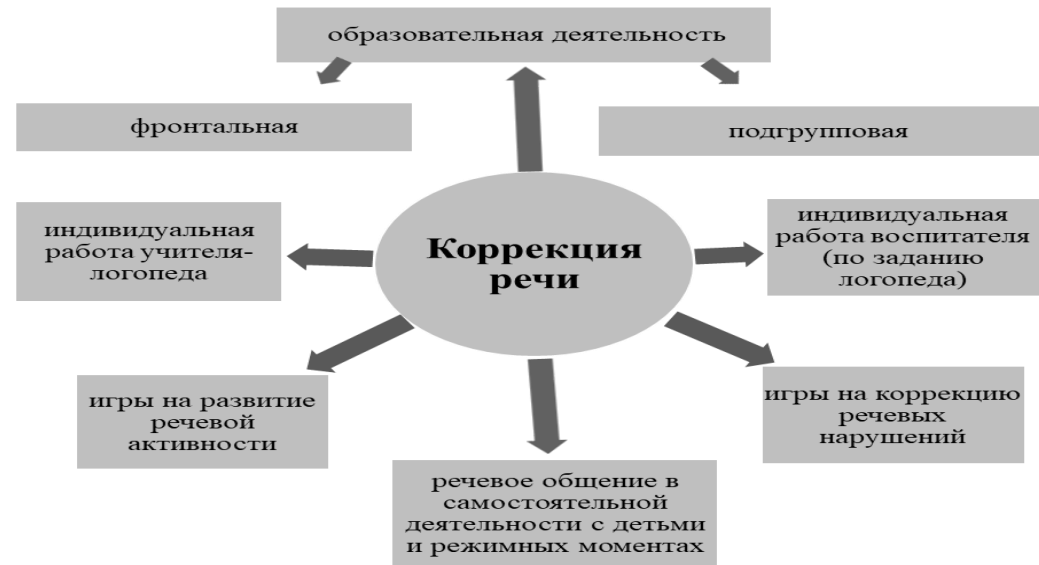 образовательная деятельность
фронтальная
подгрупповая
индивидуальная
работа учителя-
логопеда
Коррекция
речи
индивидуальная
работа воспитателя
(по заданию
логопеда)
игры на развитие
речевой
активности
игры на коррекцию
речевых
нарушений
речевое общение в
самостоятельной
деятельности с детьми
и режимных моментах